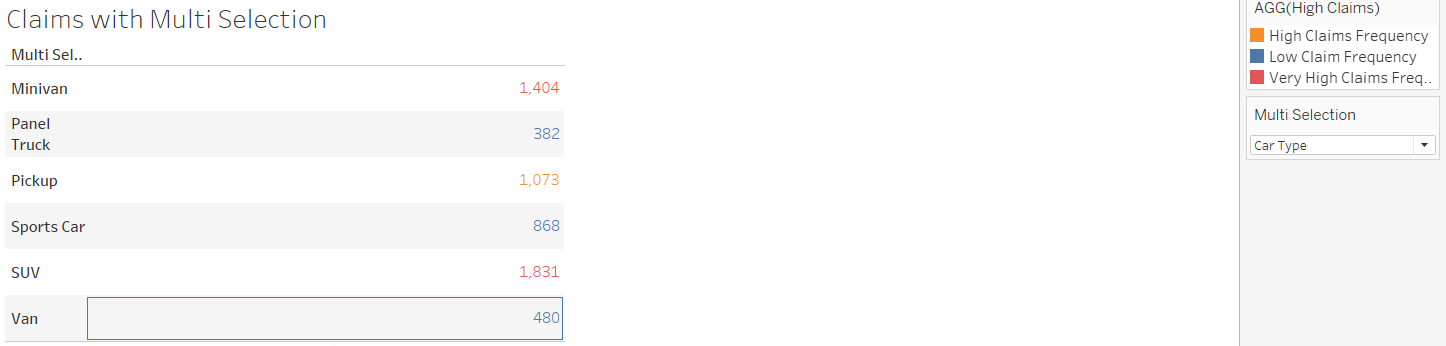 Claims with Multi Selection
Multi Sel..
Minivan 1,404
Panel
Truck 382
Pickup 1,073
Sports Car 868
SUV 1,831
Van 480
AGG(High Claims)
High Claims Frequency
Low Claim Frequency
Very High Claims Freq..
Multi Selection
Car Type